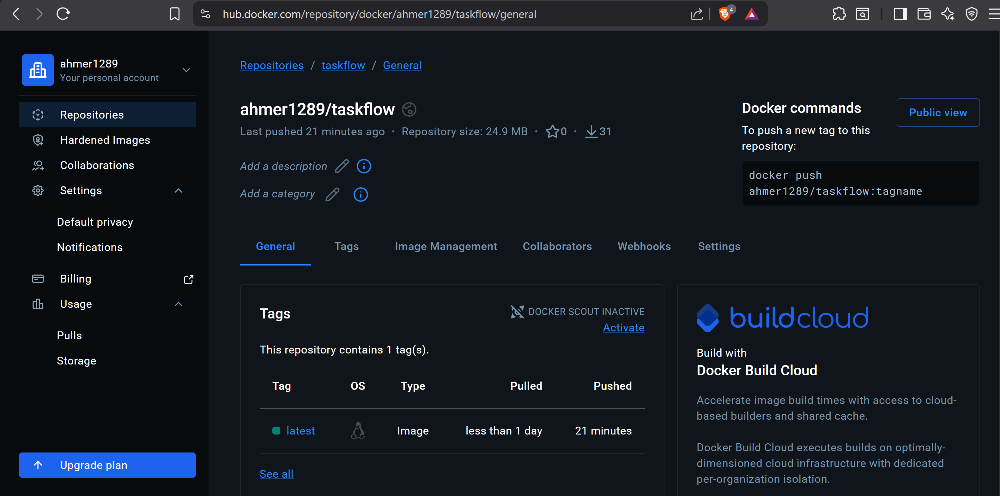 hub.docker.com/repository/docker/ahmer1289/taskflow/general
4
ahmer1289
Your personal account
Repositories
Hardened Images
Collaborations
Settings
Default privacy
Notifications
Billing
Usage
Pulls
Storage
Upgrade plan
Repositories / taskflow / General
ahmer1289/taskflow
Last pushed 21 minutes ago • Repository size: 24.9 MB • 0 • 31
Add a description
Add a category
Docker commands
Public view
To push a new tag to this
repository:
docker push
ahmer1289/taskflow:tagname
General Tags Image Management Collaborators Webhooks Settings
Tags
DOCKER SCOUT INACTIVE
Activate
This repository contains 1 tag(s).
Tag OS Type Pulled Pushed
latest Image less than 1 day 21 minutes
See all
buildcloud
Build with
Docker Build Cloud
Accelerate image build times with access to cloud-
based builders and shared cache.
Docker Build Cloud executes builds on optimally-
dimensioned cloud infrastructure with dedicated
per-organization isolation.